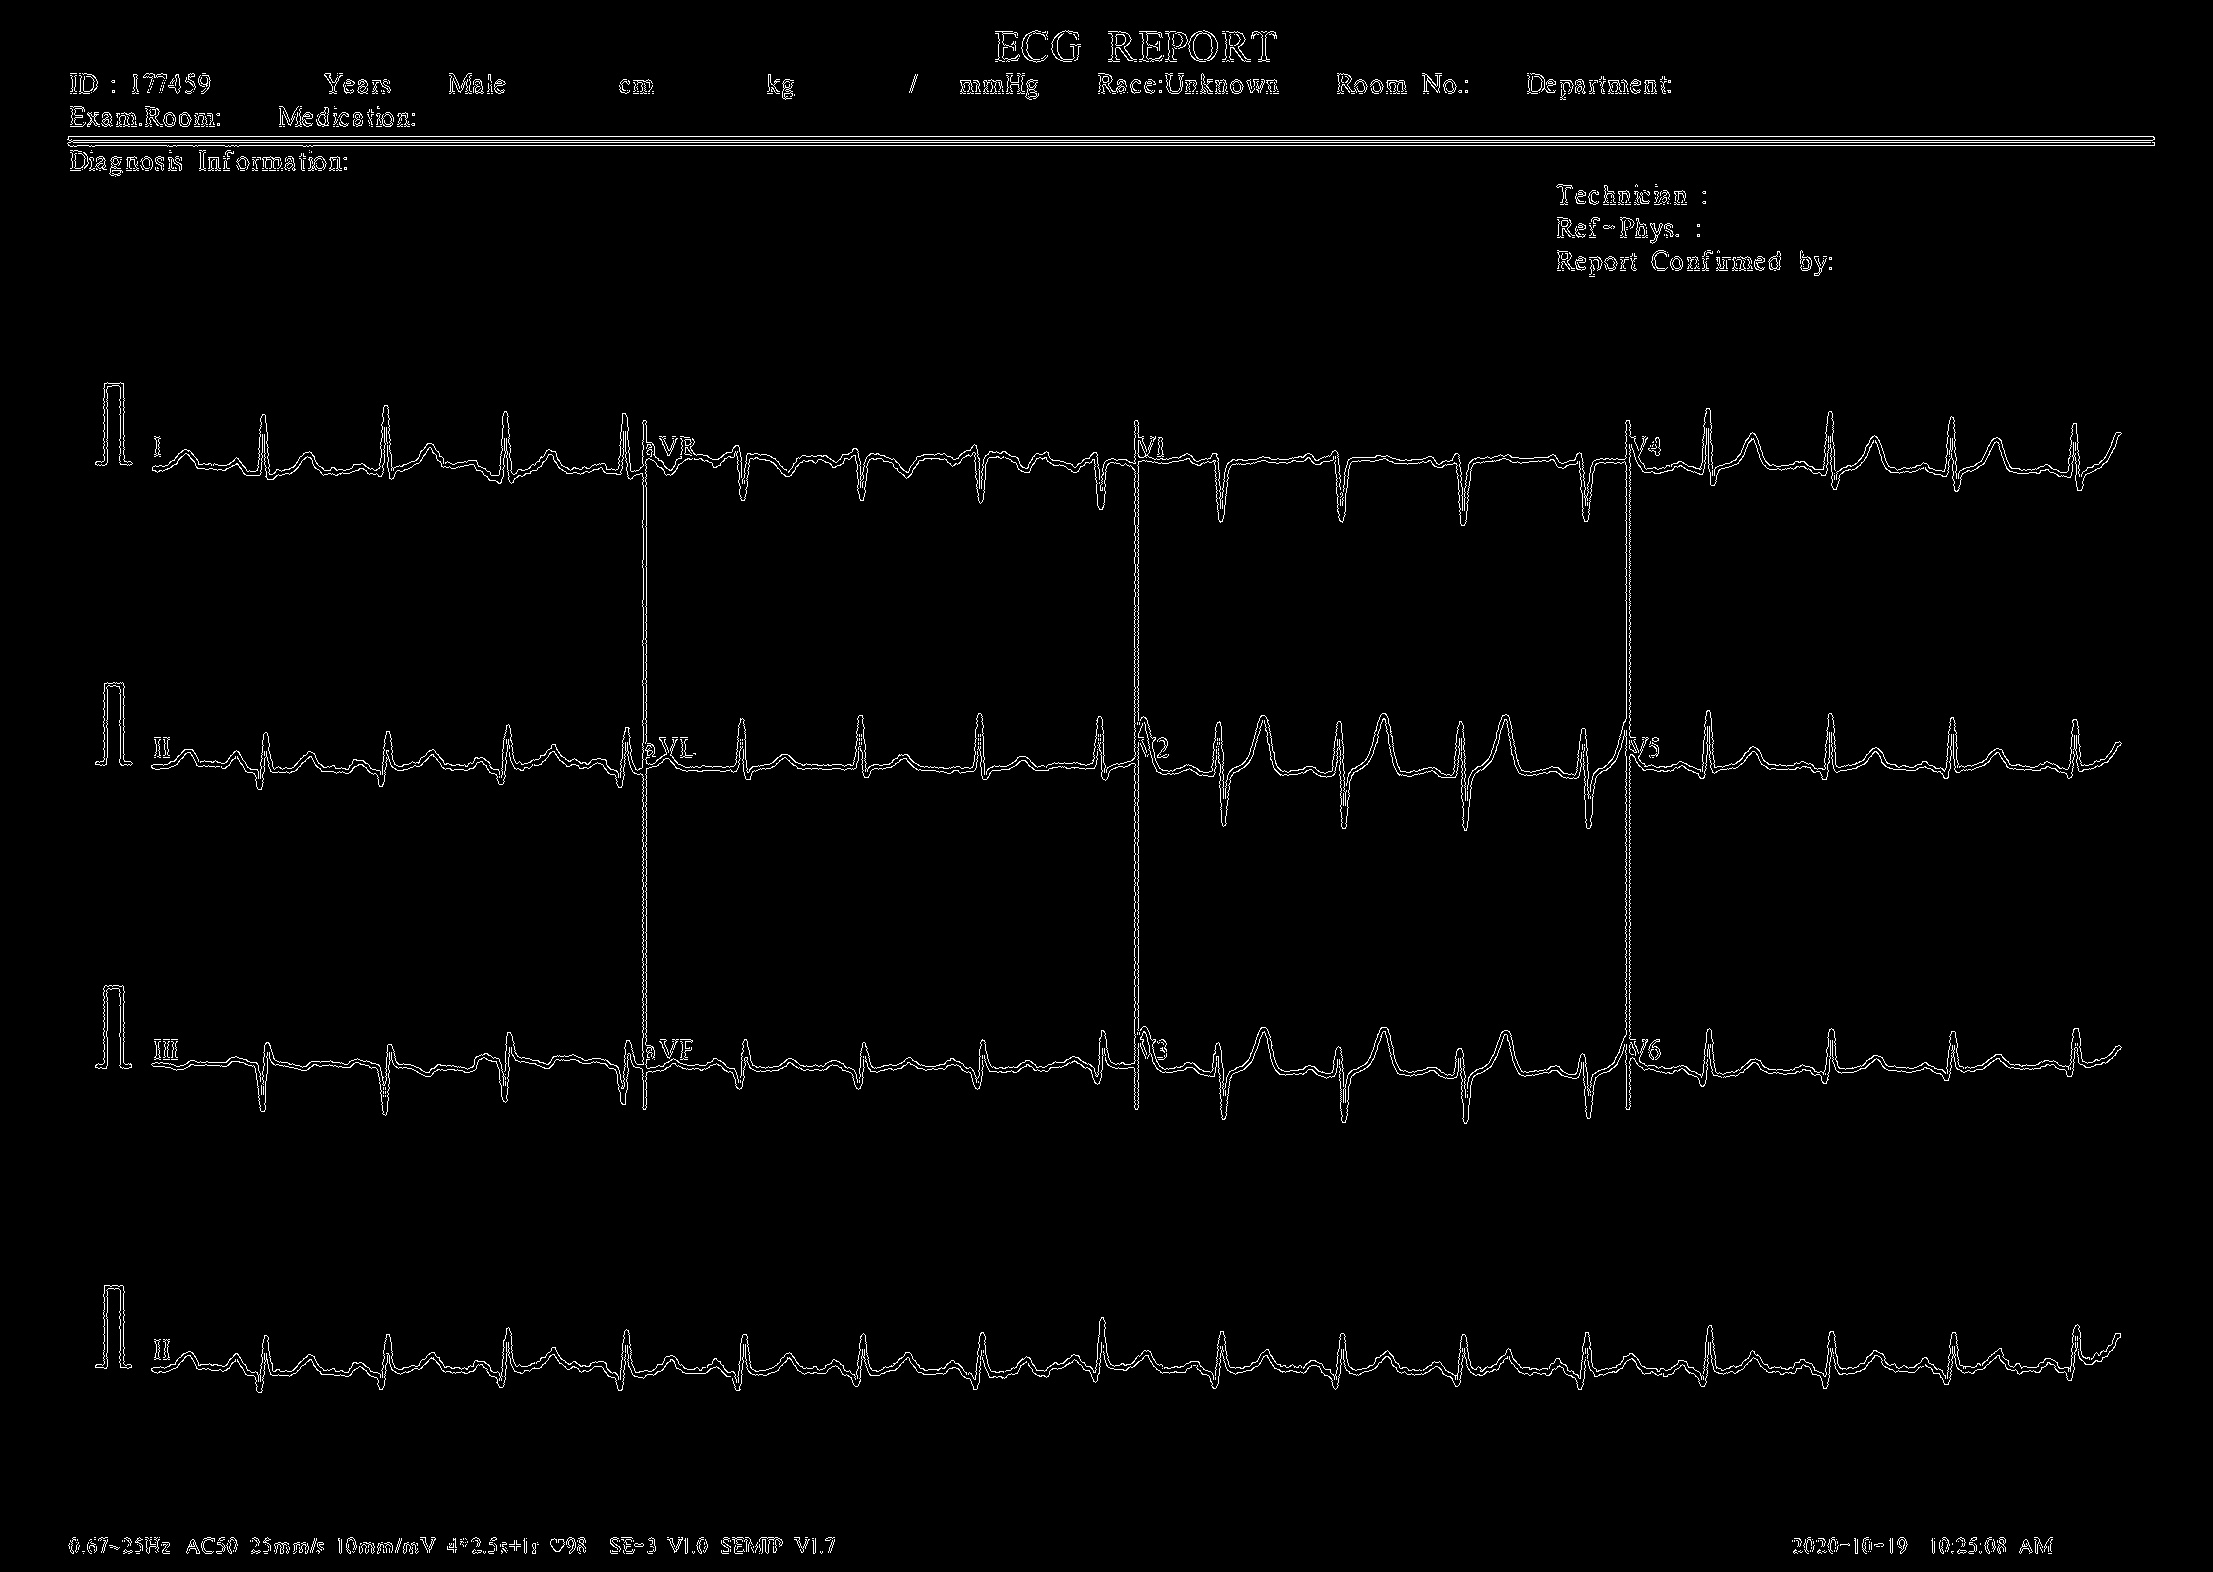 ECG REPORT
ID : 177459 Years Male cm kg / mmHg Race:Unknown Room No.: Department:
Exam.Room: Medication:
Diagnosis Information:
Technician :
Ref-Phys. :
Report Confirmed by:
I aVR V1 V4
II aVL V2 V5
III aVF V3 V6
II
0.67~25Hz AC50 25mm/s 10mm/mV 4*2.5s+1r ♡98 SE-3 V1.0 SEMIP V1.7 2020-10-19 10:25:08 AM